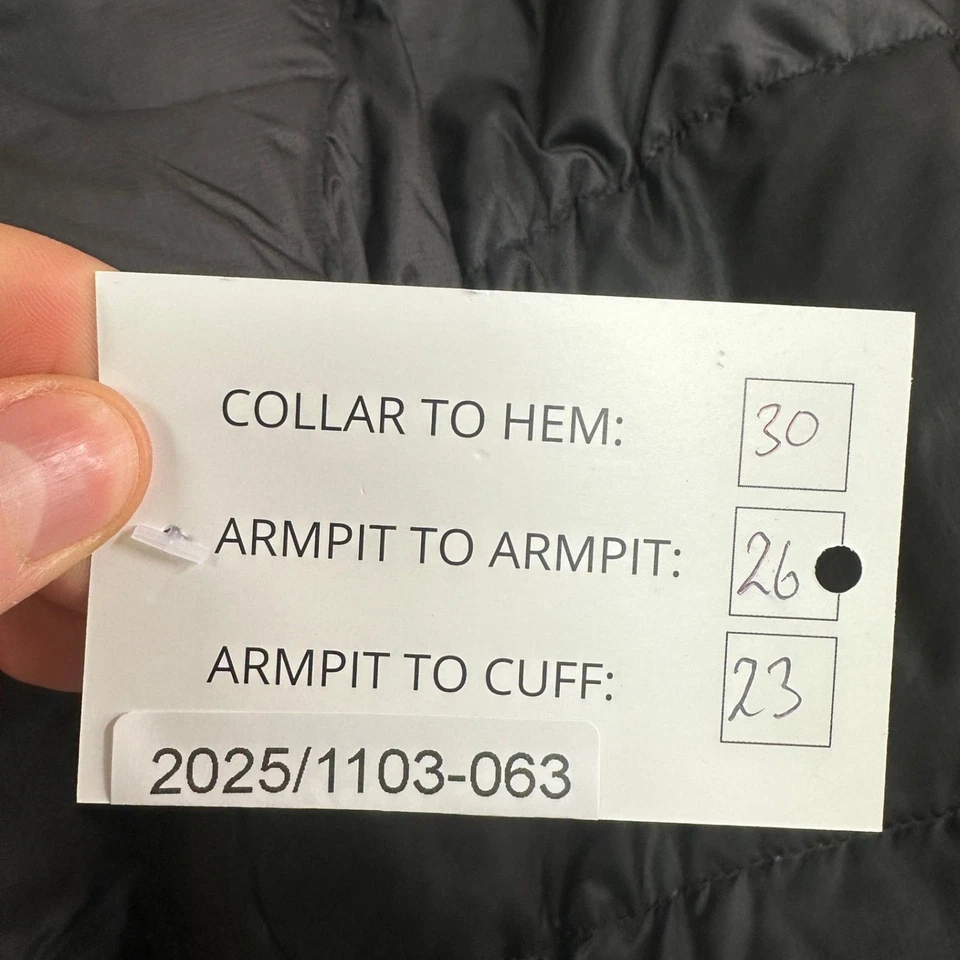 COLLAR TO HEM: 30
ARMPIT TO ARMPIT: 26
ARMPIT TO CUFF: 23
2025/1103-063